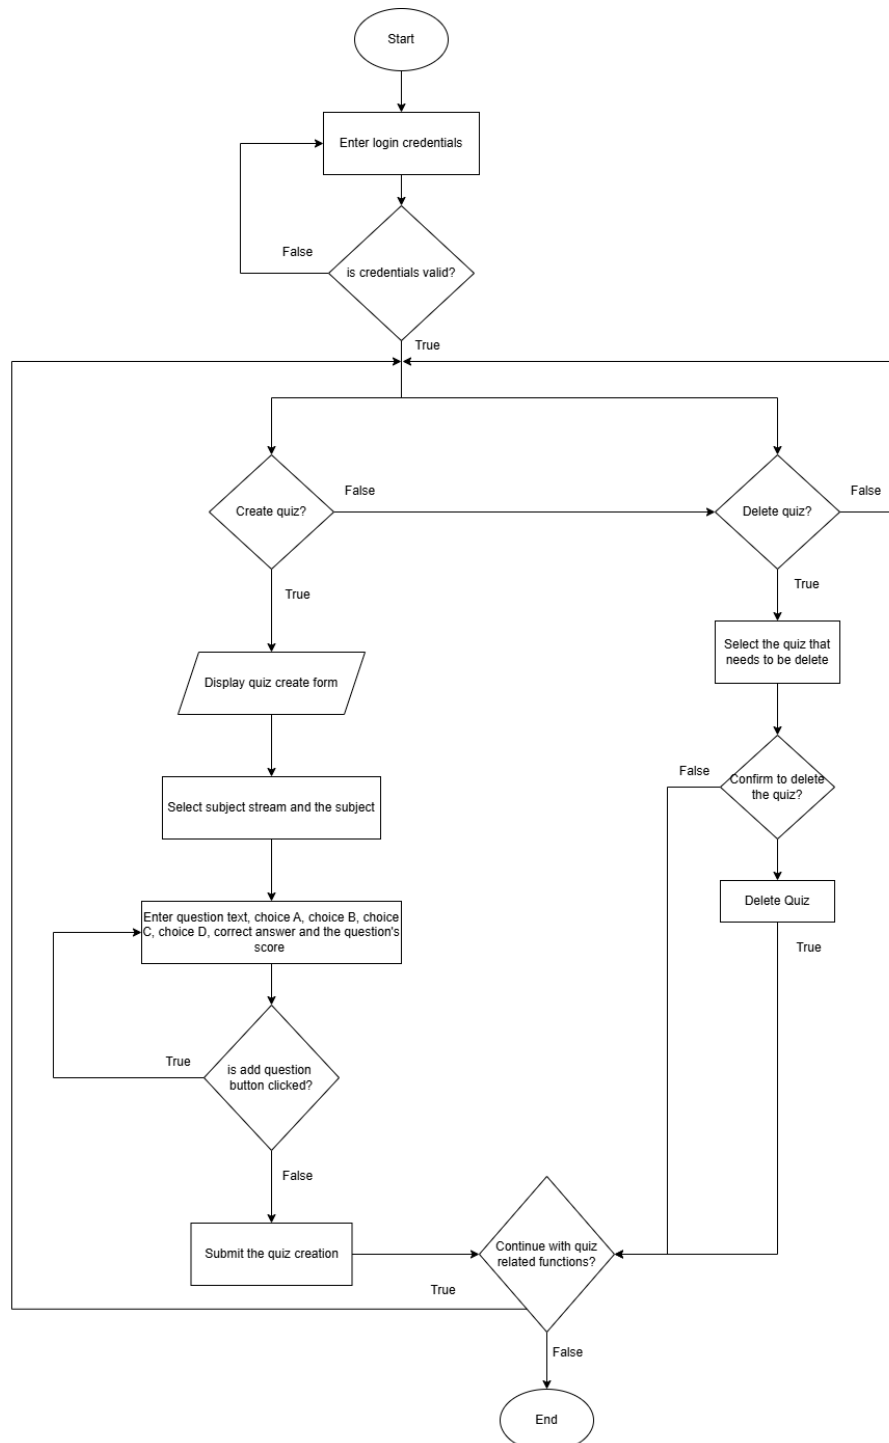 Start
Enter login credentials
False
is credentials valid?
True
False
False
Create quiz?
Delete quiz?
True
True
Select the quiz that
needs to be delete
Display quiz create form
False
Confirm to delete
the quiz?
Select subject stream and the subject
Delete Quiz
Enter question text, choice A, choice B, choice
C, choice D, correct answer and the question's
score
True
True
is add question
button clicked?
False
Submit the quiz creation
Continue with quiz
related functions?
True
False
End